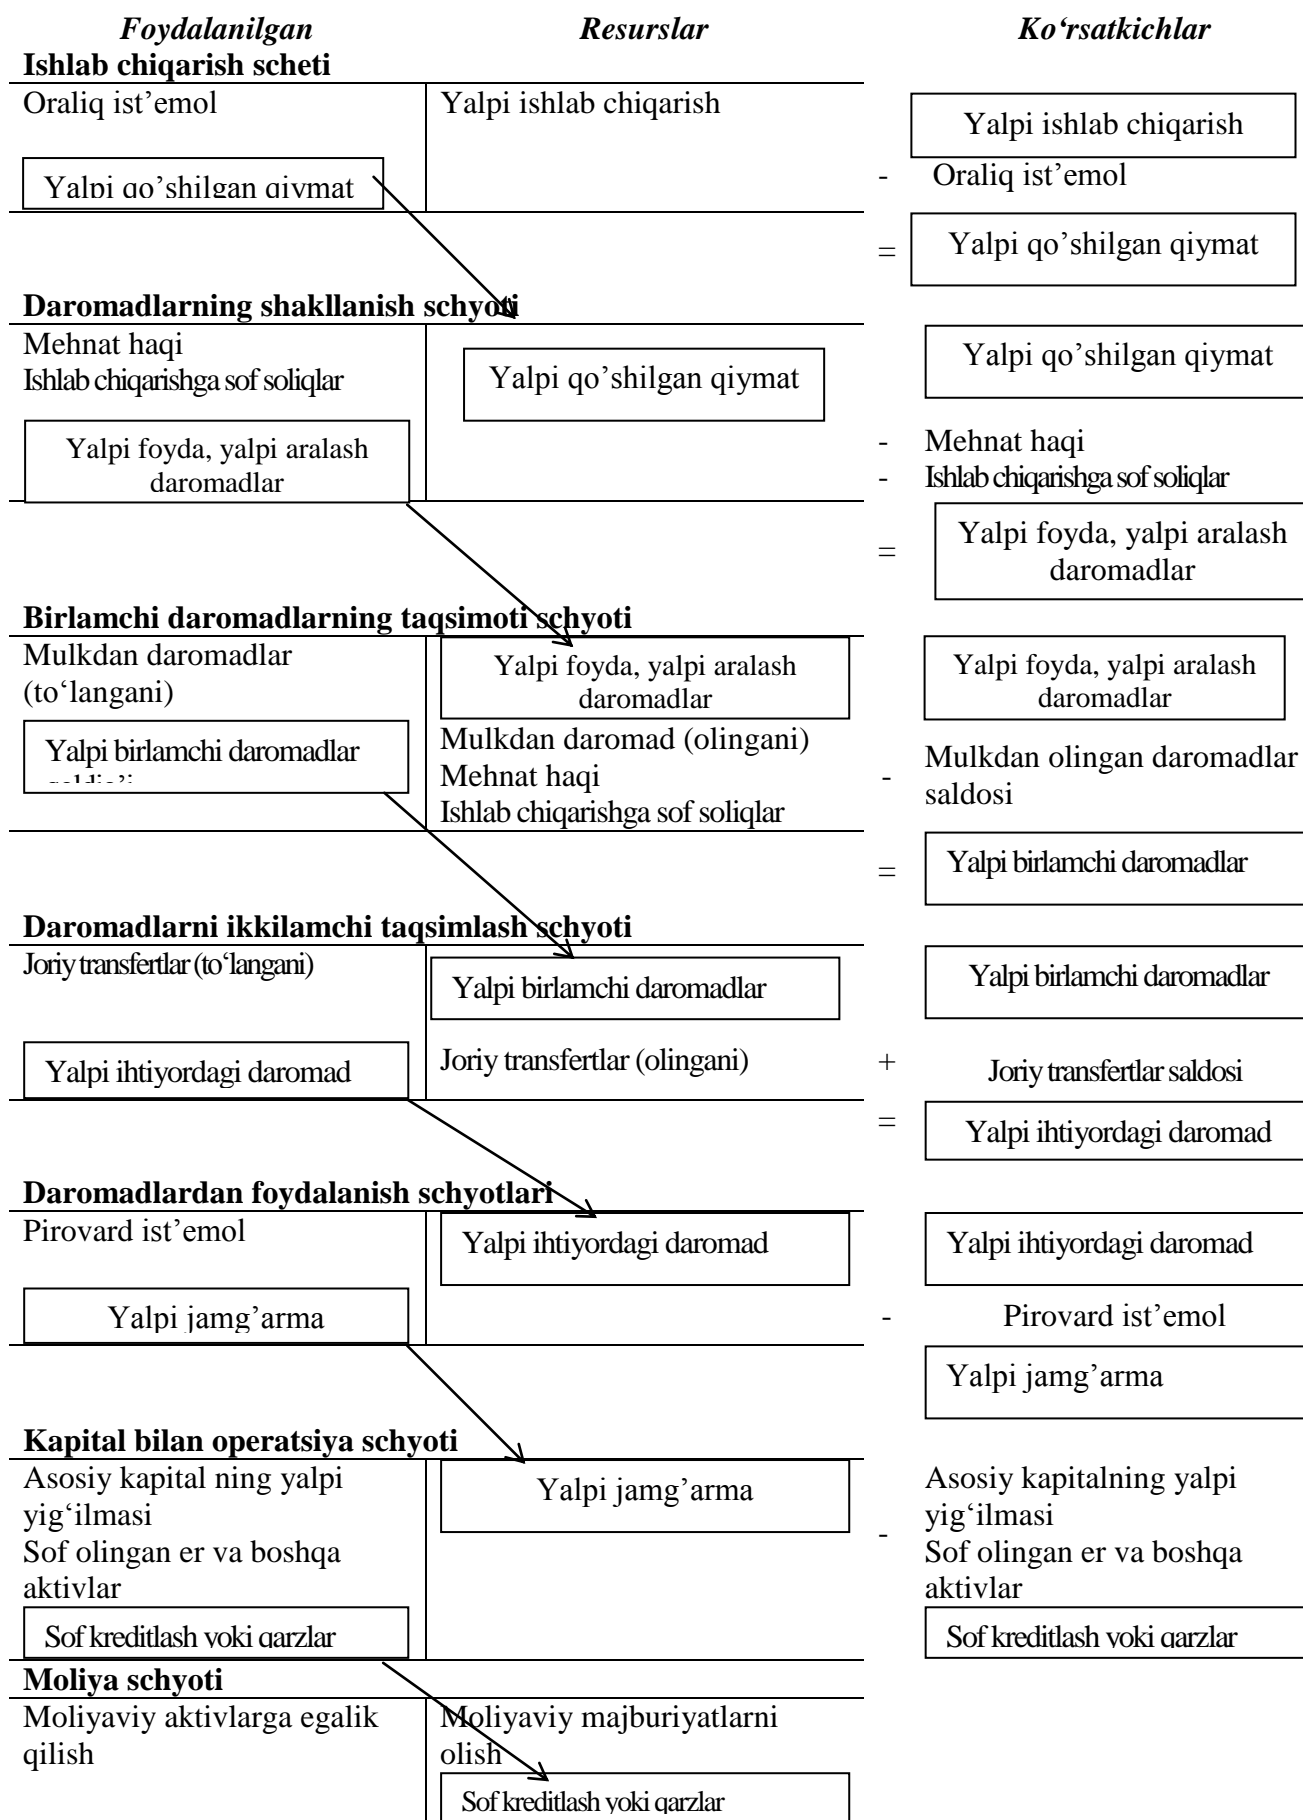 Foydalanilgan Resurslar Ko‘rsatkichlar
Ishlab chiqarish scheti
Oraliq ist’emol Yalpi ishlab chiqarish Yalpi ishlab chiqarish
Yalpi qo’shilgan qiymat - Oraliq ist’emol
= Yalpi qo’shilgan qiymat
Daromadlarning shakllanish schyoti
Mehnat haqi Yalpi qo’shilgan qiymat Yalpi qo’shilgan qiymat
Ishlab chiqarishga sof soliqlar
Yalpi foyda, yalpi aralash - Mehnat haqi
daromadlar - Ishlab chiqarishga sof soliqlar
= Yalpi foyda, yalpi aralash
daromadlar
Birlamchi daromadlarning taqsimoti schyoti
Mulkdan daromadlar Yalpi foyda, yalpi aralash Yalpi foyda, yalpi aralash
(to‘langani) daromadlar daromadlar
Yalpi birlamchi daromadlar Mulkdan daromad (olingani) Mulkdan olingan daromadlar
Mehnat haqi - saldosi
Ishlab chiqarishga sof soliqlar
= Yalpi birlamchi daromadlar
Daromadlarni ikkilamchi taqsimlash schyoti
Joriy transfertlar (to‘langani) Yalpi birlamchi daromadlar Yalpi birlamchi daromadlar
Yalpi ihtiyordagi daromad Joriy transfertlar (olingani) + Joriy transfertlar saldosi
= Yalpi ihtiyordagi daromad
Daromadlardan foydalanish schyotlari
Pirovard ist’emol Yalpi ihtiyordagi daromad Yalpi ihtiyordagi daromad
Yalpi jamg’arma - Pirovard ist’emol
Yalpi jamg’arma
Kapital bilan operatsiya schyoti
Asosiy kapital ning yalpi Yalpi jamg’arma Asosiy kapitalning yalpi
yig‘ilmasi - yig‘ilmasi
Sof olingan er va boshqa Sof olingan er va boshqa
aktivlar aktivlar
Sof kreditlash yoki qarzlar Sof kreditlash yoki qarzlar
Moliya schyoti
Moliyaviy aktivlarga egalik Moliyaviy majburiyatlarni
qilish olish
Sof kreditlash yoki qarzlar